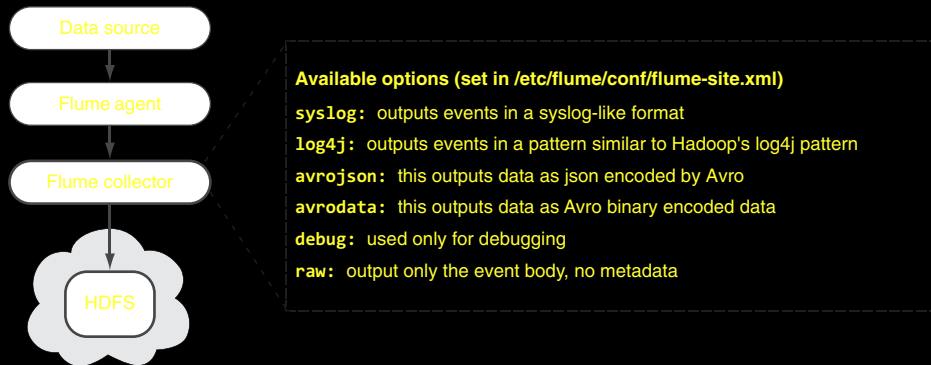 Data source
Flume agent
Flume collector
HDFS
Available options (set in /etc/flume/conf/flume-site.xml)
syslog: outputs events in a syslog-like format
log4j: outputs events in a pattern similar to Hadoop's log4j pattern
avrojson: this outputs data as json encoded by Avro
avrodata: this outputs data as Avro binary encoded data
debug: used only for debugging
raw: output only the event body, no metadata